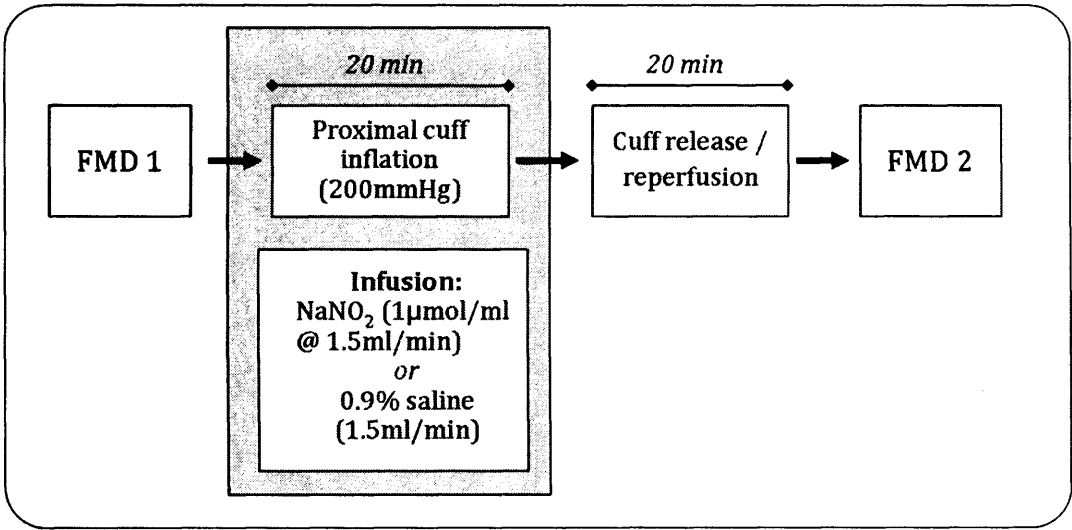 20 min
20 min
FMD 1
Proximal cuff
inflation
(200mmHg)
Cuff release /
reperfusion
FMD 2
Infusion:
NaNO₂ (1µmol/ml
@ 1.5ml/min)
or
0.9% saline
(1.5ml/min)